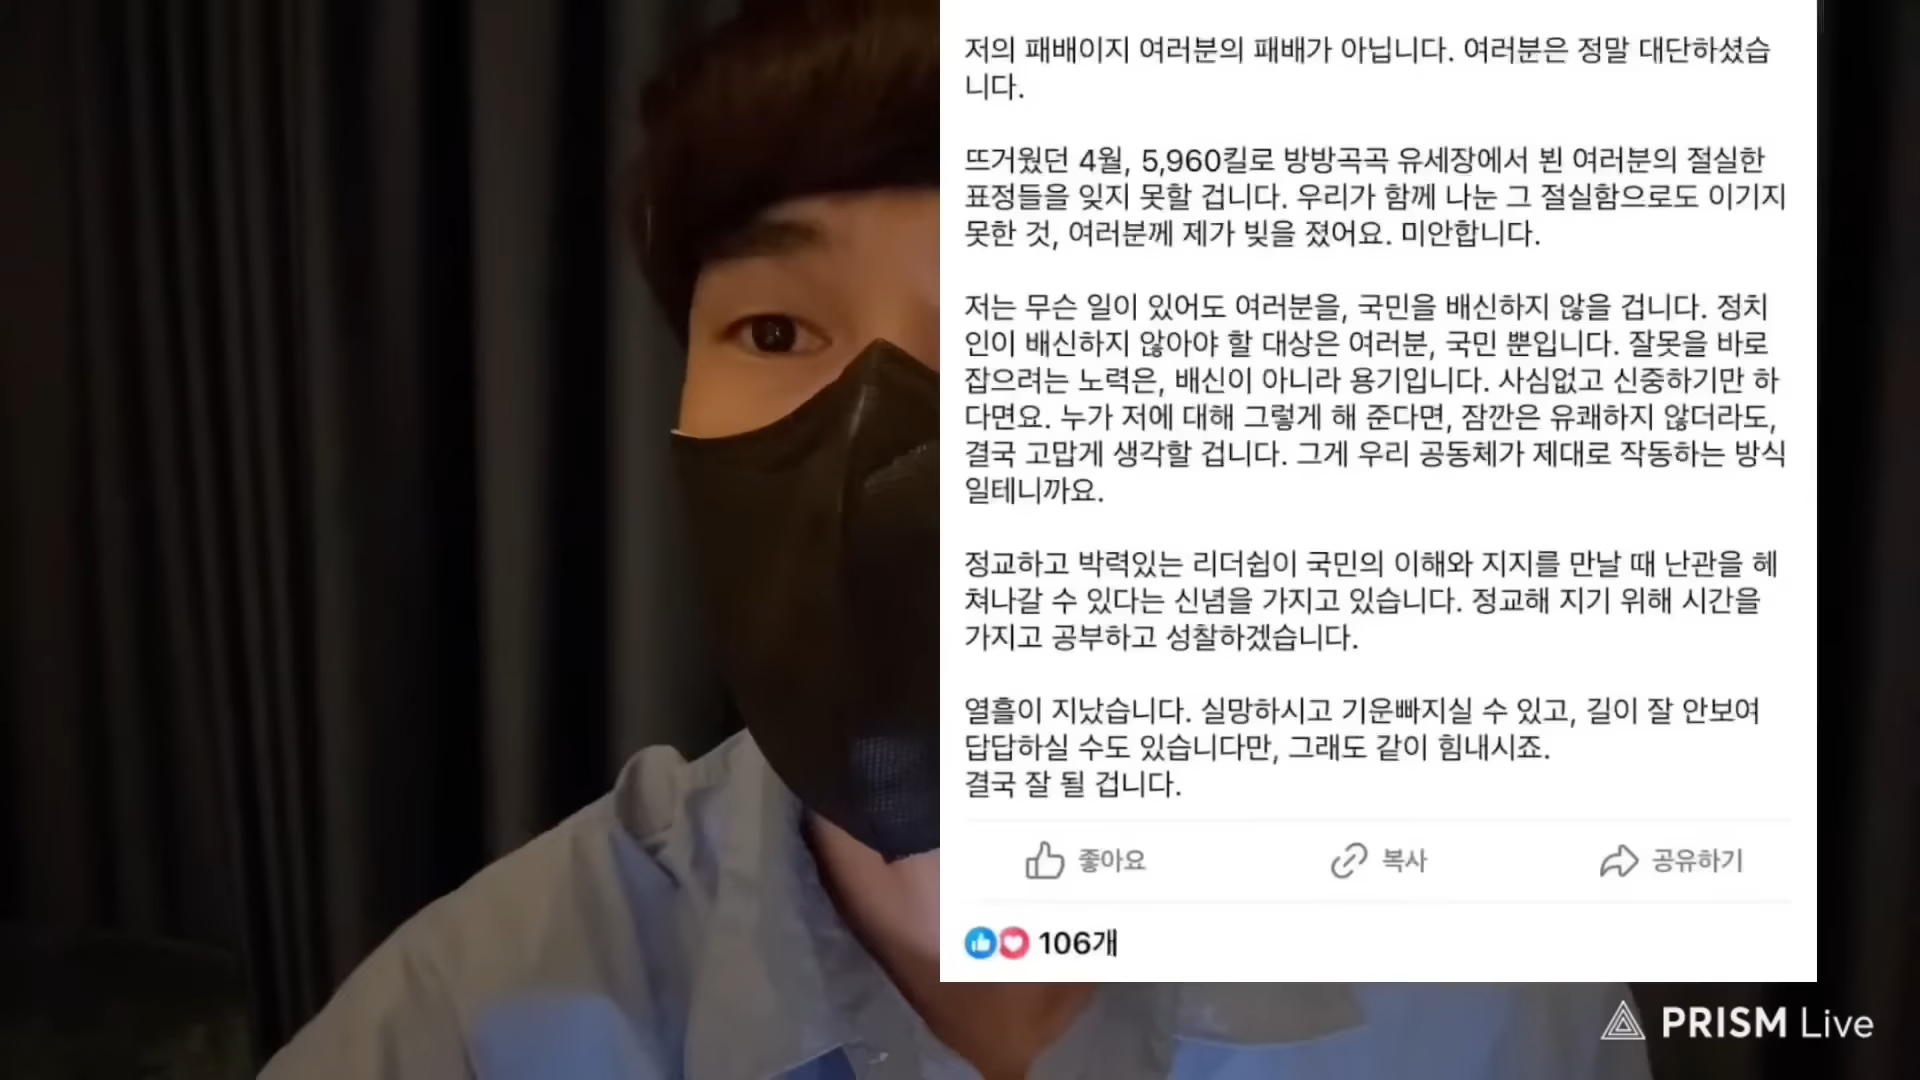 저의 패배이지 여러분의 패배가 아닙니다. 여러분은 정말 대단하셨습
니다.
뜨거웠던 4월, 5,960킬로 방방곡곡 유세장에서 뵌 여러분의 절실한
표정들을 잊지 못할 겁니다. 우리가 함께 나눈 그 절실함으로도 이기지
못한 것, 여러분께 제가 빚을 졌어요. 미안합니다.
저는 무슨 일이 있어도 여러분을, 국민을 배신하지 않을 겁니다. 정치
인이 배신하지 않아야 할 대상은 여러분, 국민 뿐입니다. 잘못을 바로
잡으려는 노력은, 배신이 아니라 용기입니다. 사심없고 신중하기만 하
다면요. 누가 저에 대해 그렇게 해 준다면, 잠깐은 유쾌하지 않더라도,
결국 고맙게 생각할 겁니다. 그게 우리 공동체가 제대로 작동하는 방식
일테니까요.
정교하고 박력있는 리더쉽이 국민의 이해와 지지를 만날 때 난관을 헤
쳐나갈 수 있다는 신념을 가지고 있습니다. 정교해 지기 위해 시간을
가지고 공부하고 성찰하겠습니다.
열흘이 지났습니다. 실망하시고 기운빠지실 수 있고, 길이 잘 안보여
답답하실 수도 있습니다만, 그래도 같이 힘내시죠.
결국 잘 될 겁니다.
좋아요 복사 공유하기
106개
PRISM Live